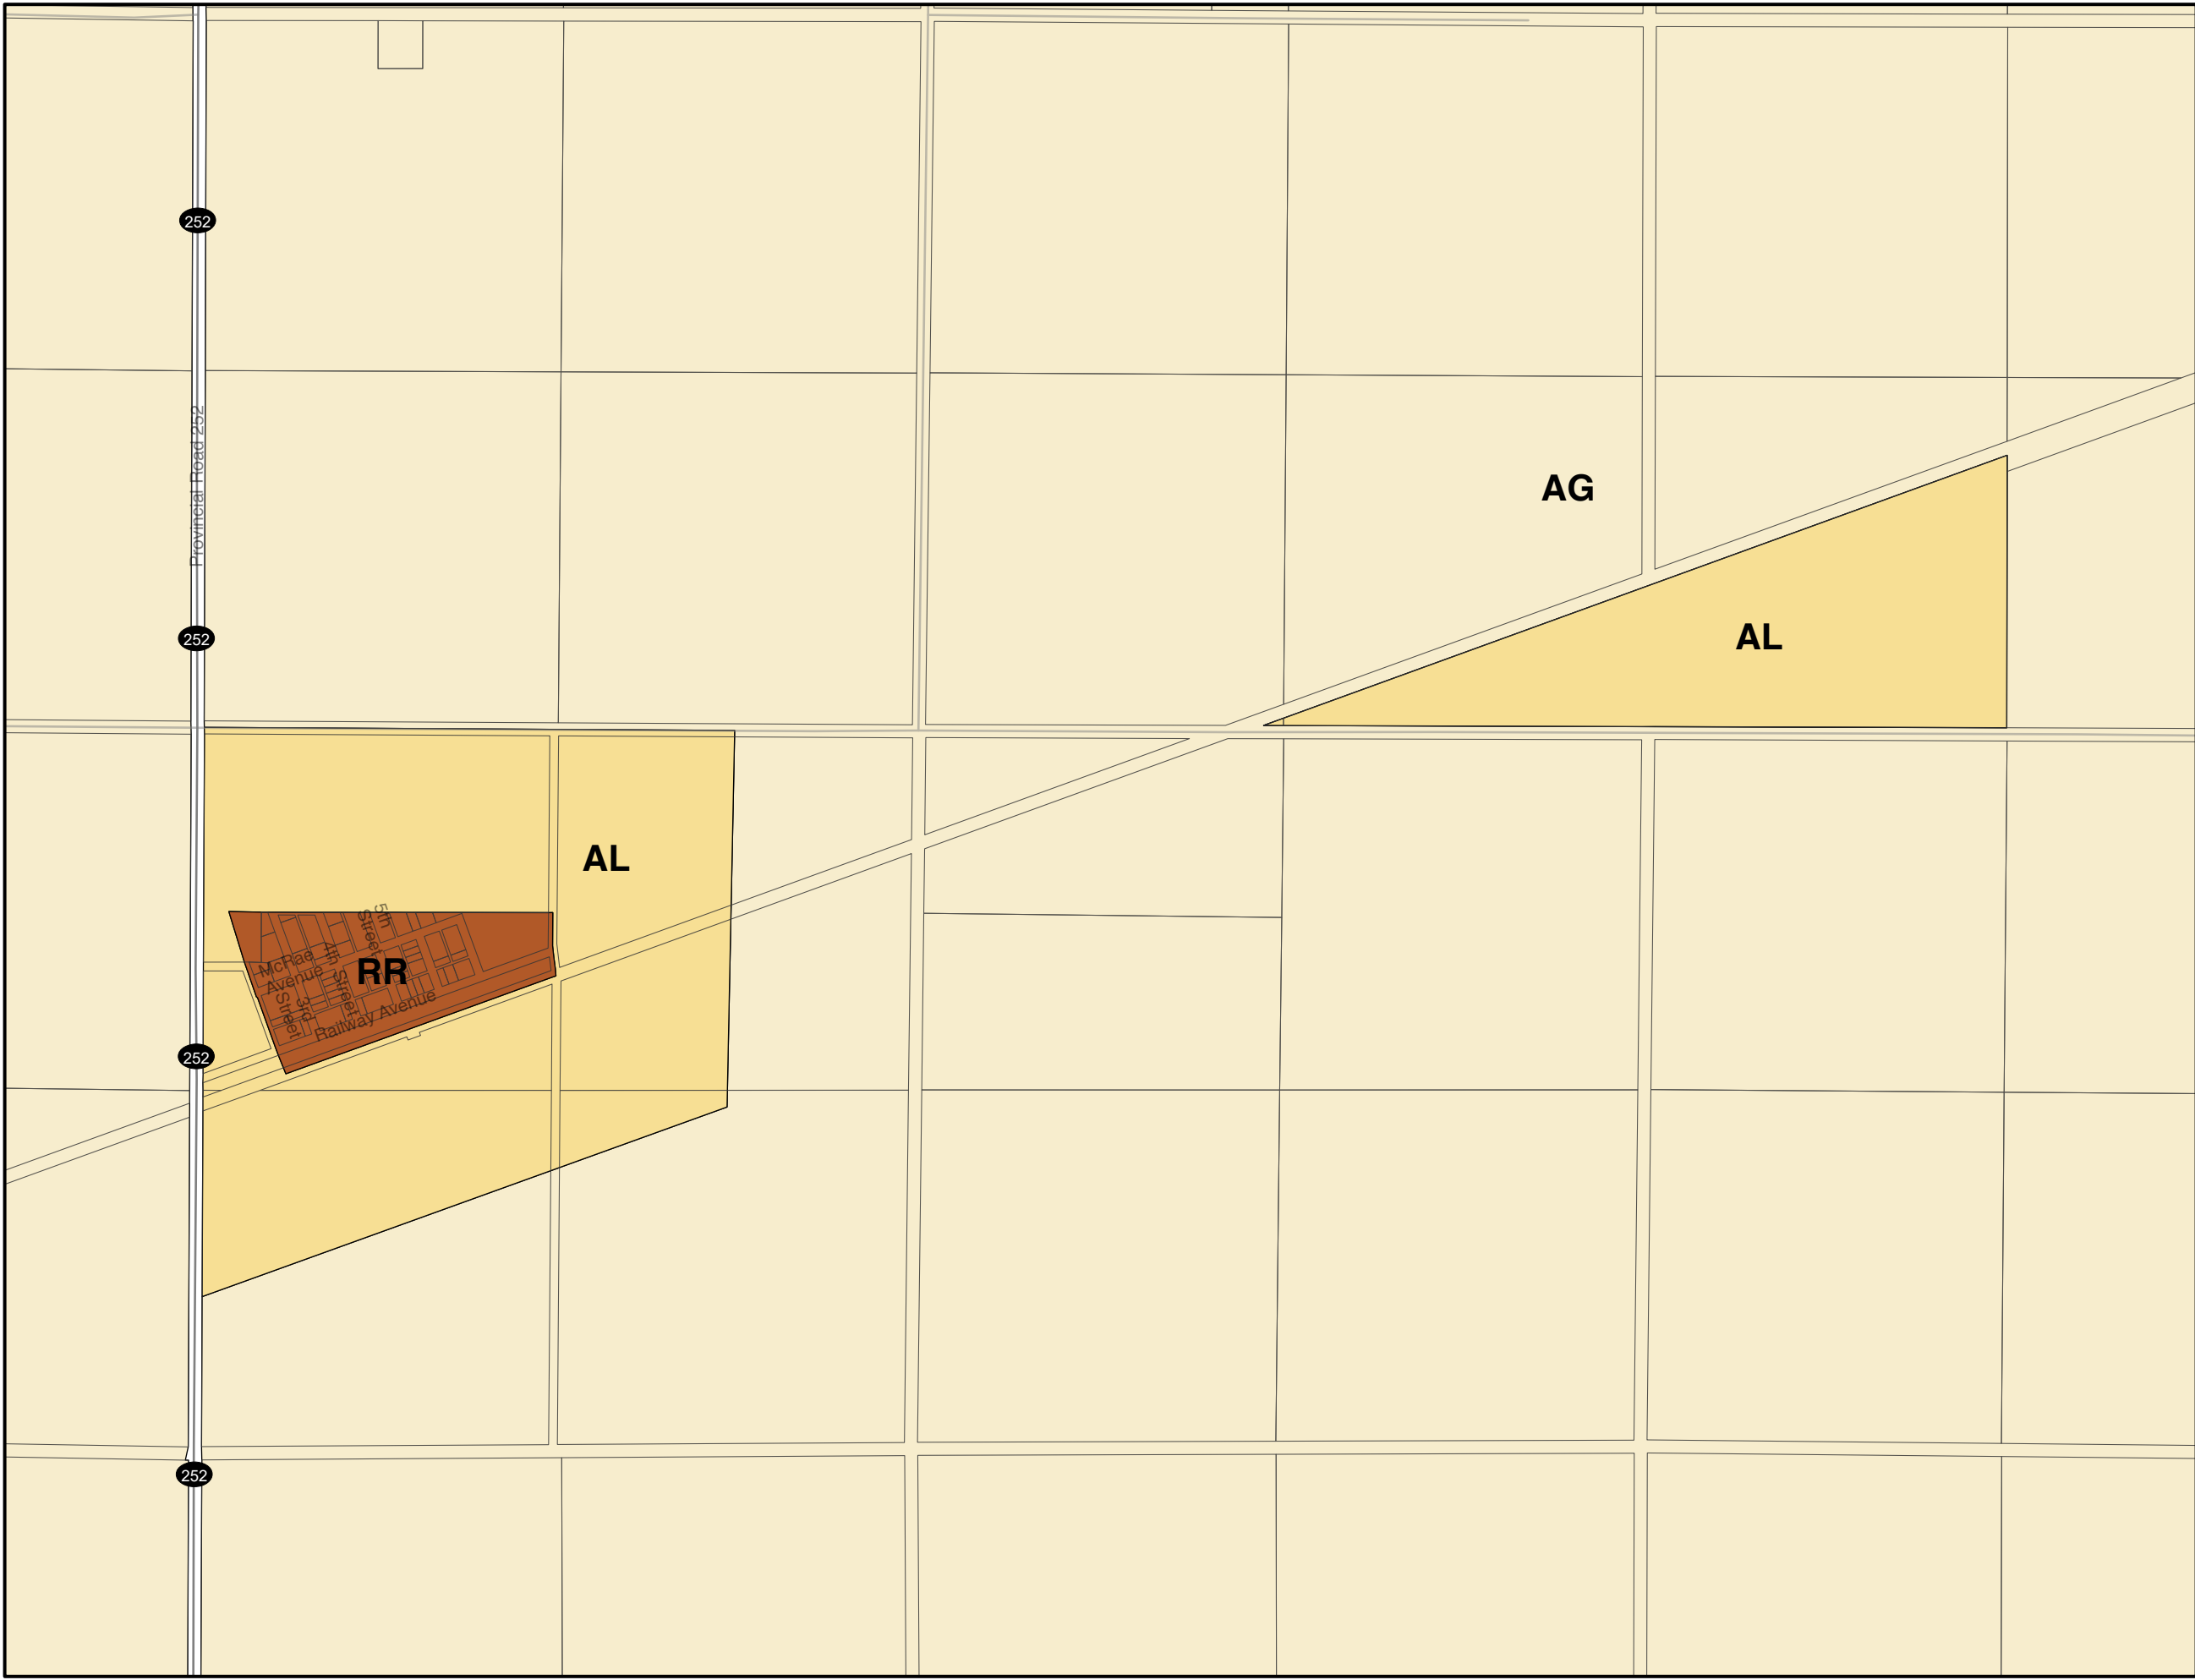 252
Provincial Road 252
AG
252
AL
AL
5th
Street
4th Street
McRae
Avenue
RR
3rd
Street
Railway Avenue
252
252